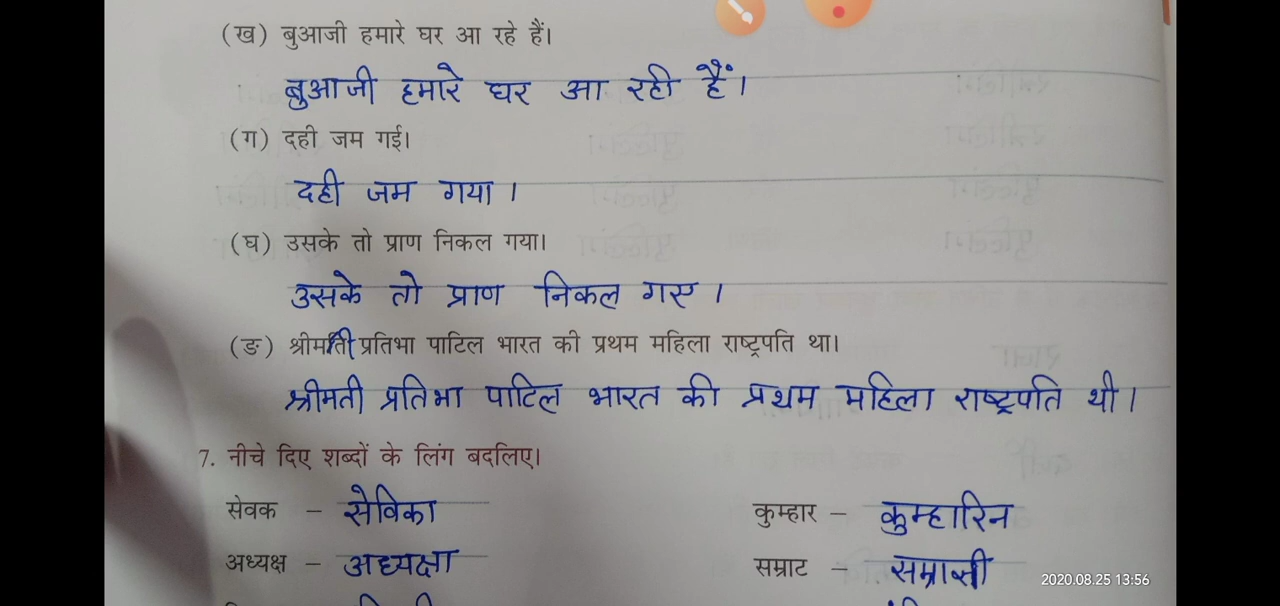 (ख) बुआजी हमारे घर आ रहे हैं।
बुआजी हमारे घर आ रही हैं।
(ग) दही जम गई।
दही जम गया।
(घ) उसके तो प्राण निकल गया।
उसके तो प्राण निकल गए।
(ङ) श्रीमती प्रतिभा पाटिल भारत की प्रथम महिला राष्ट्रपति था।
श्रीमती प्रतिभा पाटिल भारत की प्रथम महिला राष्ट्रपति थी।
7. नीचे दिए शब्दों के लिंग बदलिए।
सेवक – सेविका कुम्हार – कुम्हारिन
अध्यक्ष – अध्यक्षा सम्राट –
2020.08.25 13:56